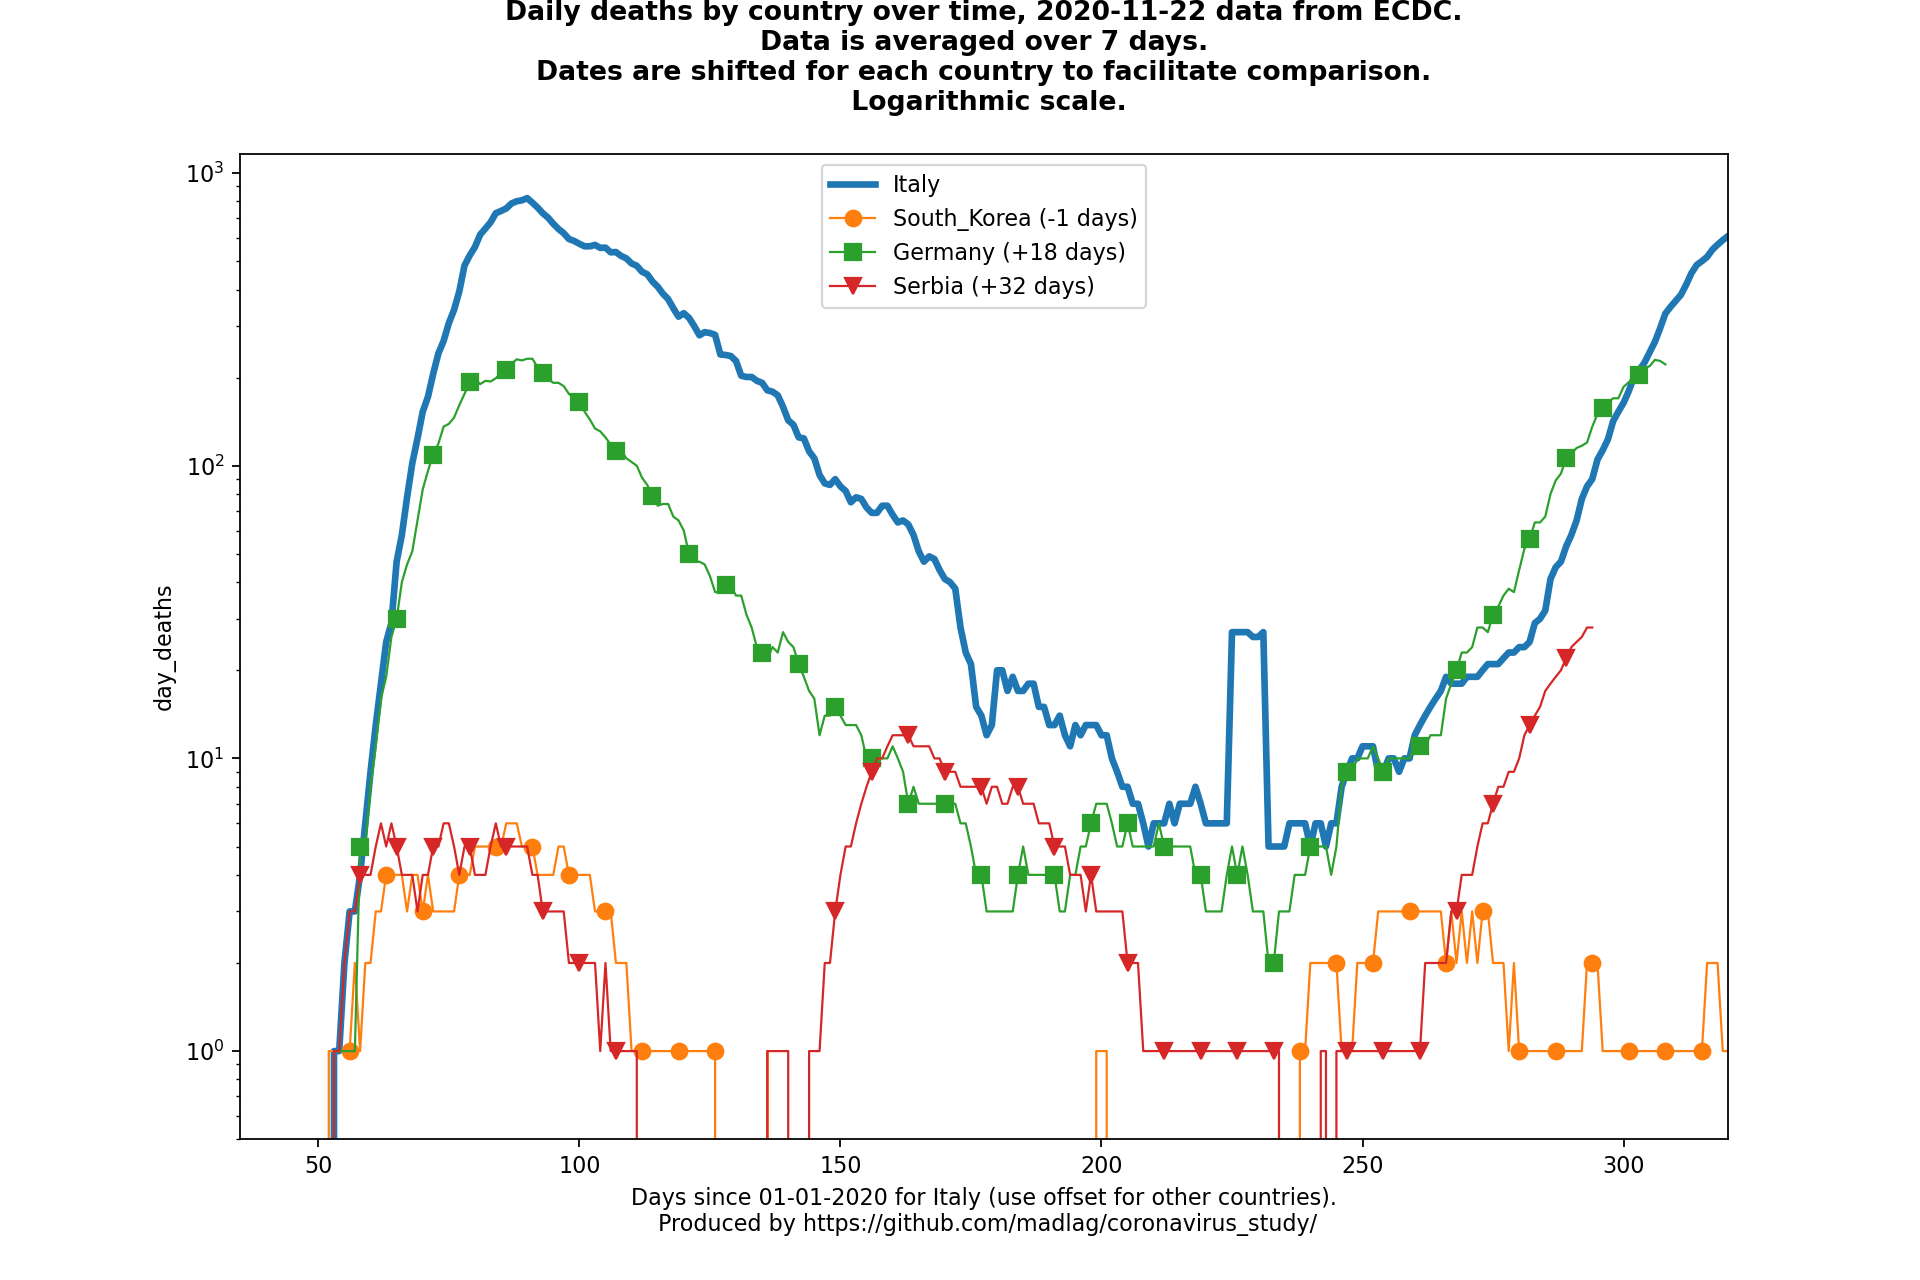 Daily deaths by country over time, 2020-11-22 data from ECDC.
Data is averaged over 7 days.
Dates are shifted for each country to facilitate comparison.
Logarithmic scale.
10³
10²
10¹
10⁰
day_deaths
Italy
South_Korea (-1 days)
Germany (+18 days)
Serbia (+32 days)
50 100 150 200 250 300
Days since 01-01-2020 for Italy (use offset for other countries).
Produced by https://github.com/madlag/coronavirus_study/